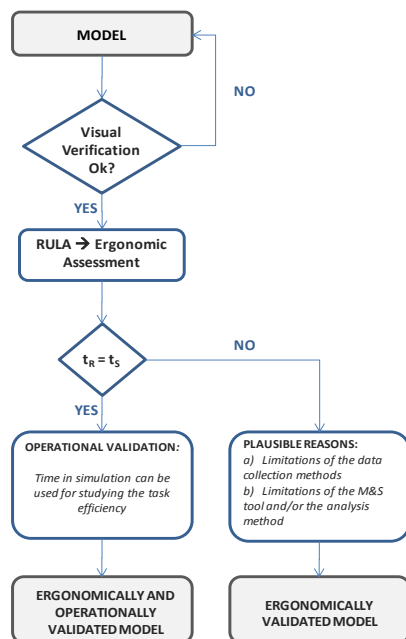 MODEL
NO
Visual
Verification
Ok?
YES
RULA → Ergonomic
Assessment
NO
tR = tS
YES
OPERATIONAL VALIDATION:
Time in simulation can be
used for studying the task
efficiency
PLAUSIBLE REASONS:
a) Limitations of the data
collection methods
b) Limitations of the M&S
tool and/or the analysis
method
ERGONOMICALLY AND
OPERATIONALLY
VALIDATED MODEL
ERGONOMICALLY
VALIDATED MODEL